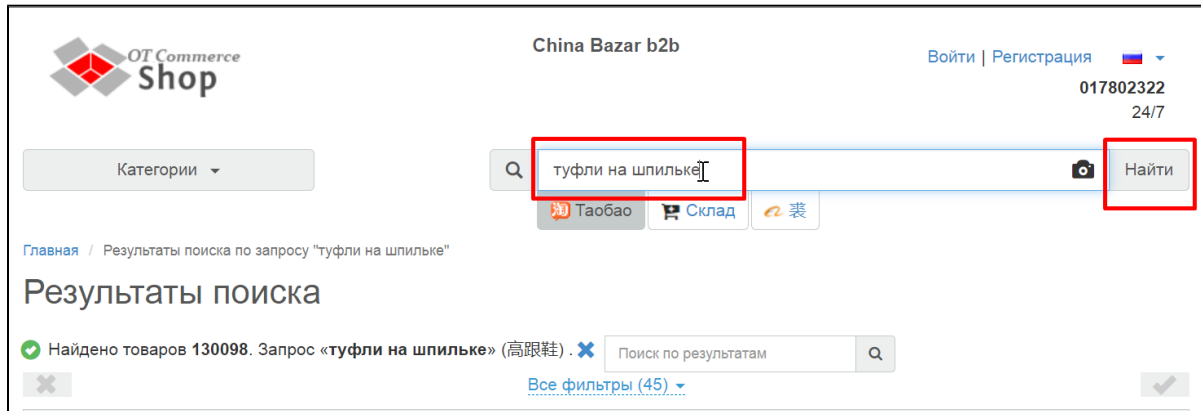 OT Commerce
Shop
China Bazar b2b
Войти | Регистрация
017802322
24/7
Категории
туфли на шпильке
Найти
淘 Таобао
Склад
裘
Главная / Результаты поиска по запросу "туфли на шпильке"
Результаты поиска
Найдено товаров 130098. Запрос «туфли на шпильке» (高跟鞋) .
Поиск по результатам
Все фильтры (45)